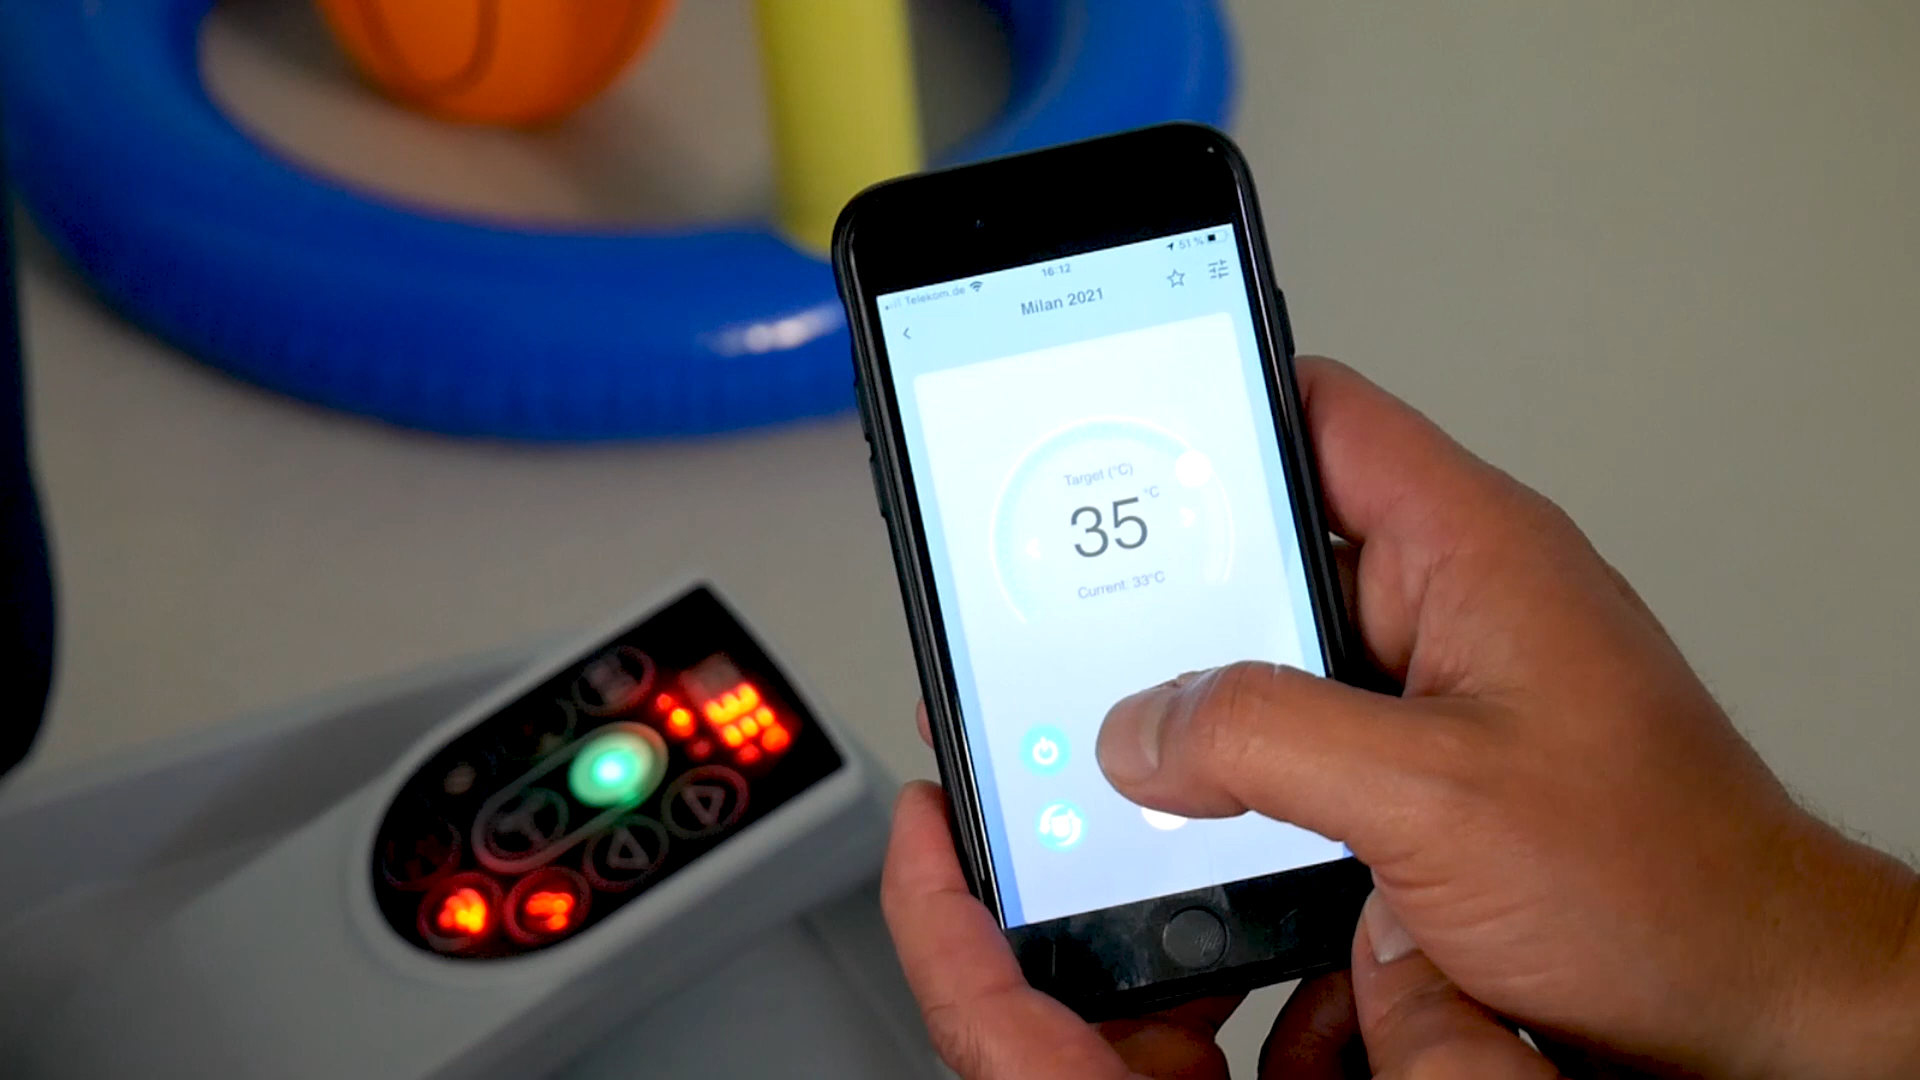 Telekom.de
16:12
51 %
Milan 2021
Target (°C)
35 °C
Current: 33°C